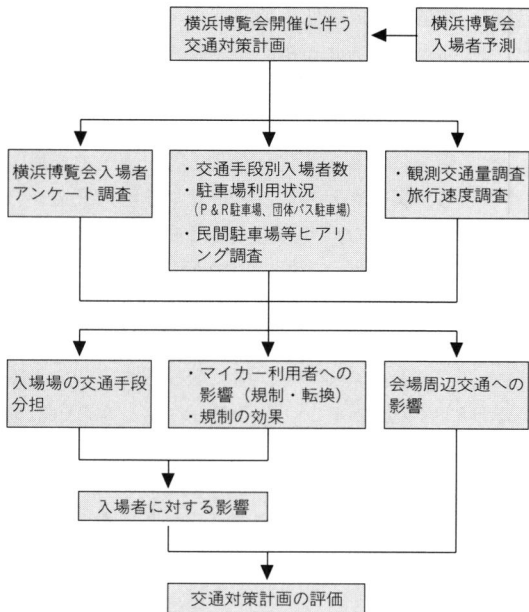 横浜博覧会開催に伴う
交通対策計画
横浜博覧会
入場者予測
横浜博覧会入場者
アンケート調査
・交通手段別入場者数
・駐車場利用状況
（P＆R駐車場、団体バス駐車場）
・民間駐車場等ヒアリ
ング調査
・観測交通量調査
・旅行速度調査
入場場の交通手段
分担
・マイカー利用者への
影響（規制・転換）
・規制の効果
会場周辺交通への
影響
入場者に対する影響
交通対策計画の評価